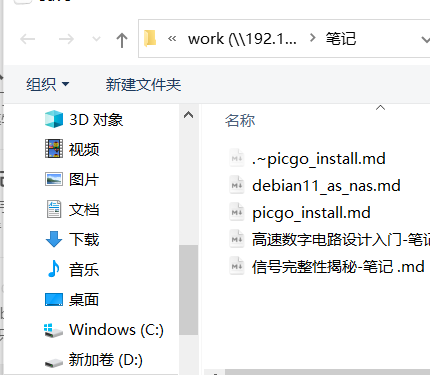 « work (\\192.1... > 笔记
组织 新建文件夹
名称
3D 对象
视频
图片
文档
下载
音乐
桌面
Windows (C:)
新加卷 (D:)
.~picgo_install.md
debian11_as_nas.md
picgo_install.md
高速数字电路设计入门-笔记
信号完整性揭秘-笔记 .md